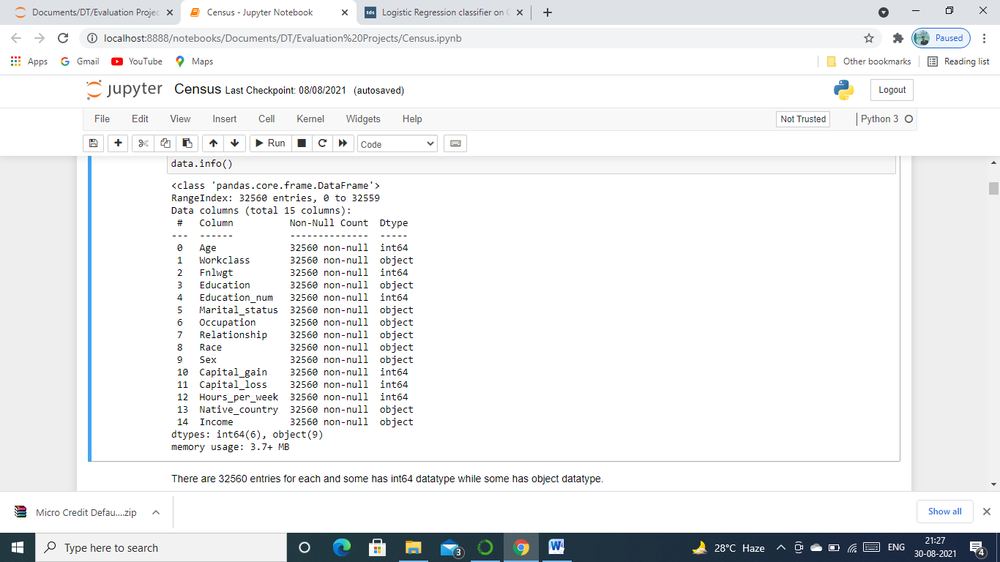 Documents/DT/Evaluation Projec
Census - Jupyter Notebook
tds Logistic Regression classifier on C
localhost:8888/notebooks/Documents/DT/Evaluation%20Projects/Census.ipynb
Paused
Apps Gmail YouTube Maps Other bookmarks Reading list
jupyter Census Last Checkpoint: 08/08/2021 (autosaved) Logout
File Edit View Insert Cell Kernel Widgets Help Not Trusted Python 3
Run Code
data.info()
<class 'pandas.core.frame.DataFrame'>
RangeIndex: 32560 entries, 0 to 32559
Data columns (total 15 columns):
 #   Column          Non-Null Count  Dtype
---  ------          --------------  -----
 0   Age             32560 non-null  int64
 1   Workclass       32560 non-null  object
 2   Fnlwgt          32560 non-null  int64
 3   Education       32560 non-null  object
 4   Education_num   32560 non-null  int64
 5   Marital_status  32560 non-null  object
 6   Occupation      32560 non-null  object
 7   Relationship    32560 non-null  object
 8   Race            32560 non-null  object
 9   Sex             32560 non-null  object
 10  Capital_gain    32560 non-null  int64
 11  Capital_loss    32560 non-null  int64
 12  Hours_per_week  32560 non-null  int64
 13  Native_country  32560 non-null  object
 14  Income          32560 non-null  object
dtypes: int64(6), object(9)
memory usage: 3.7+ MB
There are 32560 entries for each and some has int64 datatype while some has object datatype.
Micro Credit Defau....zip Show all
Type here to search 3 W 28°C Haze ENG 21:27
30-08-2021 4